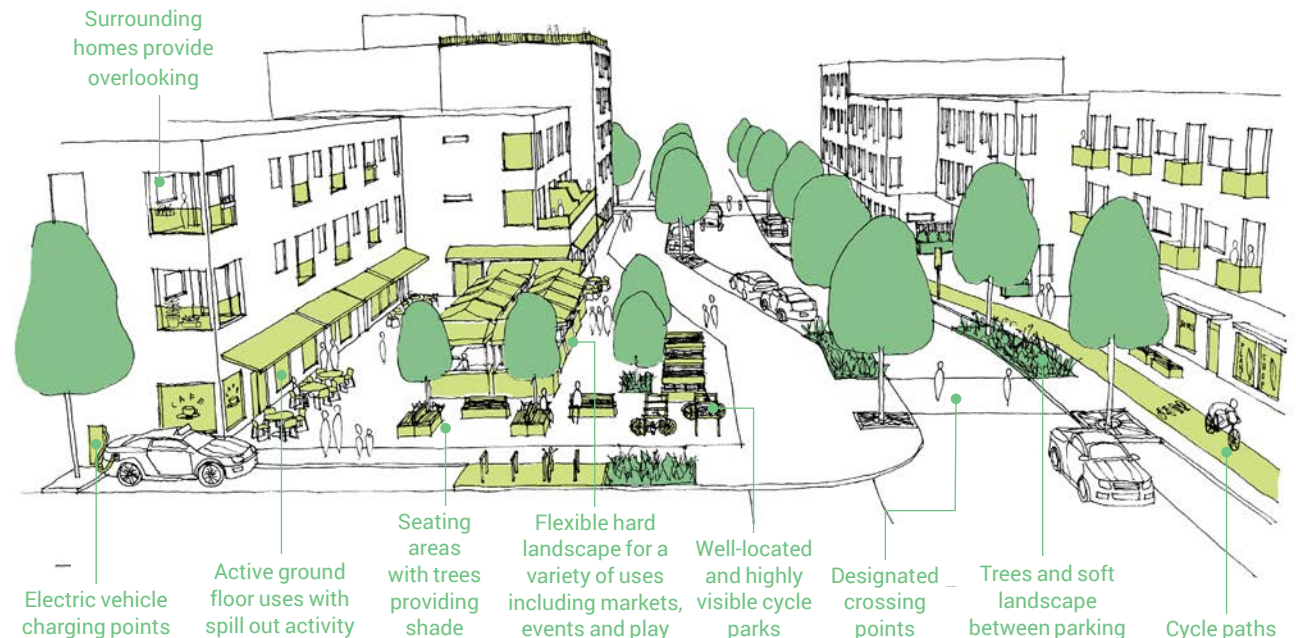 Surrounding
homes provide
overlooking
Electric vehicle
charging points
Active ground
floor uses with
spill out activity
Seating
areas
with trees
providing
shade
Flexible hard
landscape for a
variety of uses
including markets,
events and play
Well-located
and highly
visible cycle
parks
Designated
crossing
points
Trees and soft
landscape
between parking
Cycle paths